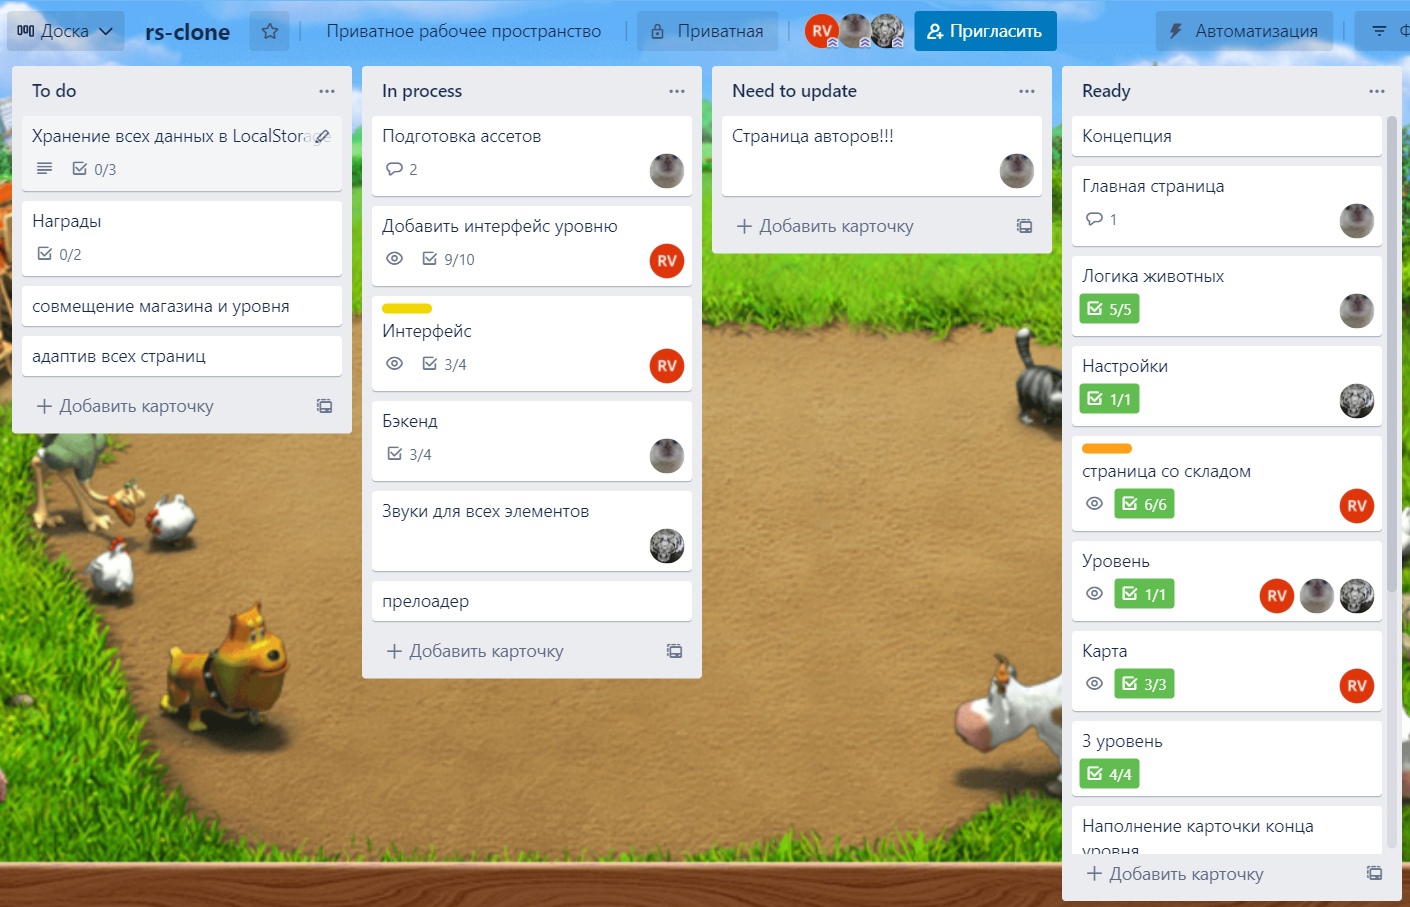 Доска
rs-clone
Приватное рабочее пространство
Приватная
RV
Пригласить
Автоматизация
To do
Хранение всех данных в LocalStorage
0/3
Награды
0/2
совмещение магазина и уровня
адаптив всех страниц
+ Добавить карточку
In process
Подготовка ассетов
2
Добавить интерфейс уровню
9/10
RV
Интерфейс
3/4
RV
Бэкенд
3/4
Звуки для всех элементов
прелоадер
+ Добавить карточку
Need to update
Страница авторов!!!
+ Добавить карточку
Ready
Концепция
Главная страница
1
Логика животных
5/5
Настройки
1/1
страница со складом
6/6
RV
Уровень
1/1
RV
Карта
3/3
RV
3 уровень
4/4
Наполнение карточки конца
уровня
+ Добавить карточку